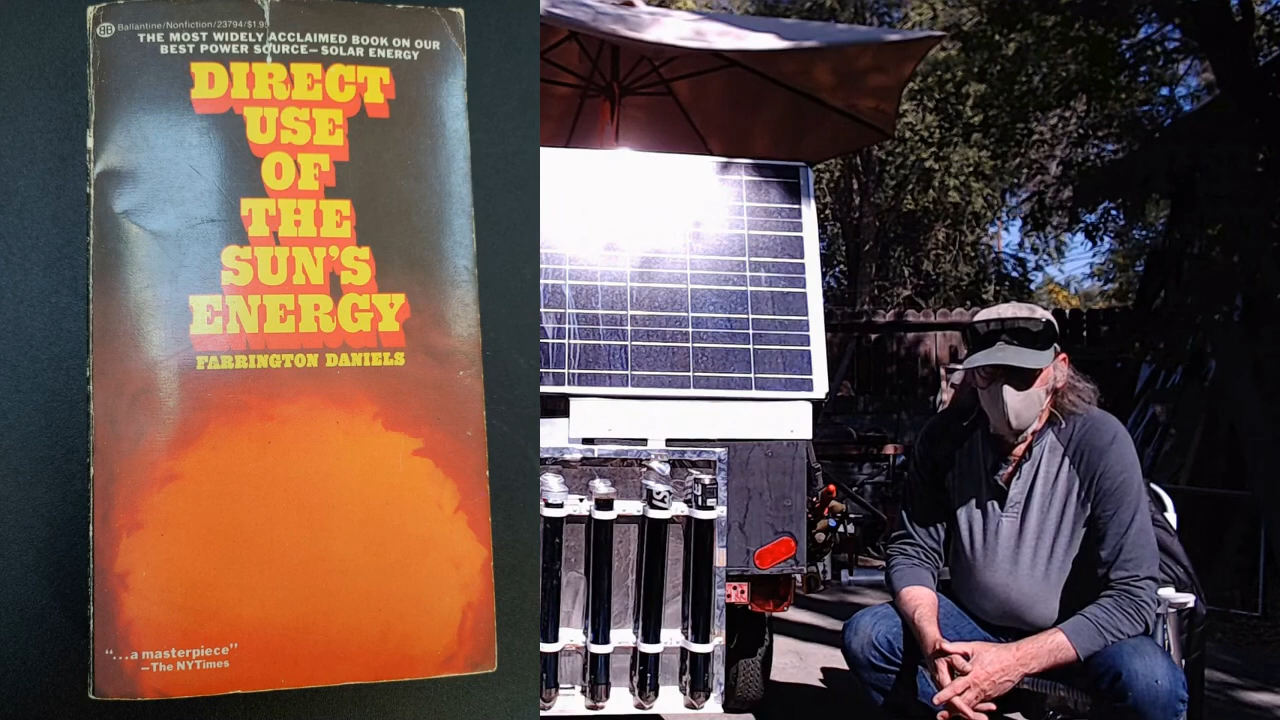 BB Ballantine/Nonfiction/23794/$1.95
THE MOST WIDELY ACCLAIMED BOOK ON OUR
BEST POWER SOURCE—SOLAR ENERGY
DIRECT
USE
OF
THE
SUN'S
ENERGY
FARRINGTON DANIELS
"...a masterpiece"
—The NYTimes